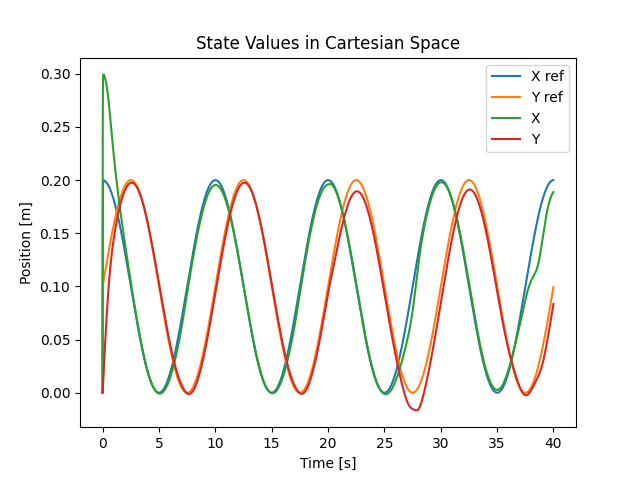 State Values in Cartesian Space
X ref
Y ref
X
Y
Position [m]
0.30
0.25
0.20
0.15
0.10
0.05
0.00
0 5 10 15 20 25 30 35 40
Time [s]